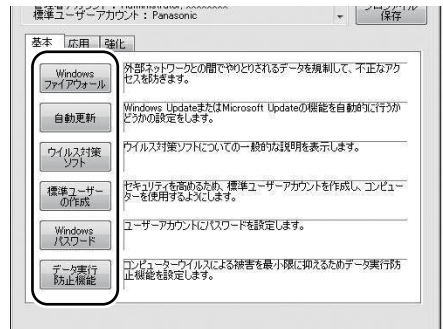 標準ユーザーアカウント : Panasonic
保存
基本 応用 強化
Windows
ファイアウォール
外部ネットワークとの間でやりとりされるデータを規制して、不正なアク
セスを防ぎます。
自動更新
Windows UpdateまたはMicrosoft Updateの機能を自動的に行うか
どうかの設定をします。
ウイルス対策
ソフト
ウイルス対策ソフトについての一般的な説明を表示します。
標準ユーザー
の作成
セキュリティを高めるため、標準ユーザーアカウントを作成し、コンピュー
ターを使用するようにします。
Windows
パスワード
ユーザーアカウントにパスワードを設定します。
データ実行
防止機能
コンピューターウイルスによる被害を最小限に抑えるためデータ実行防
止機能を設定します。